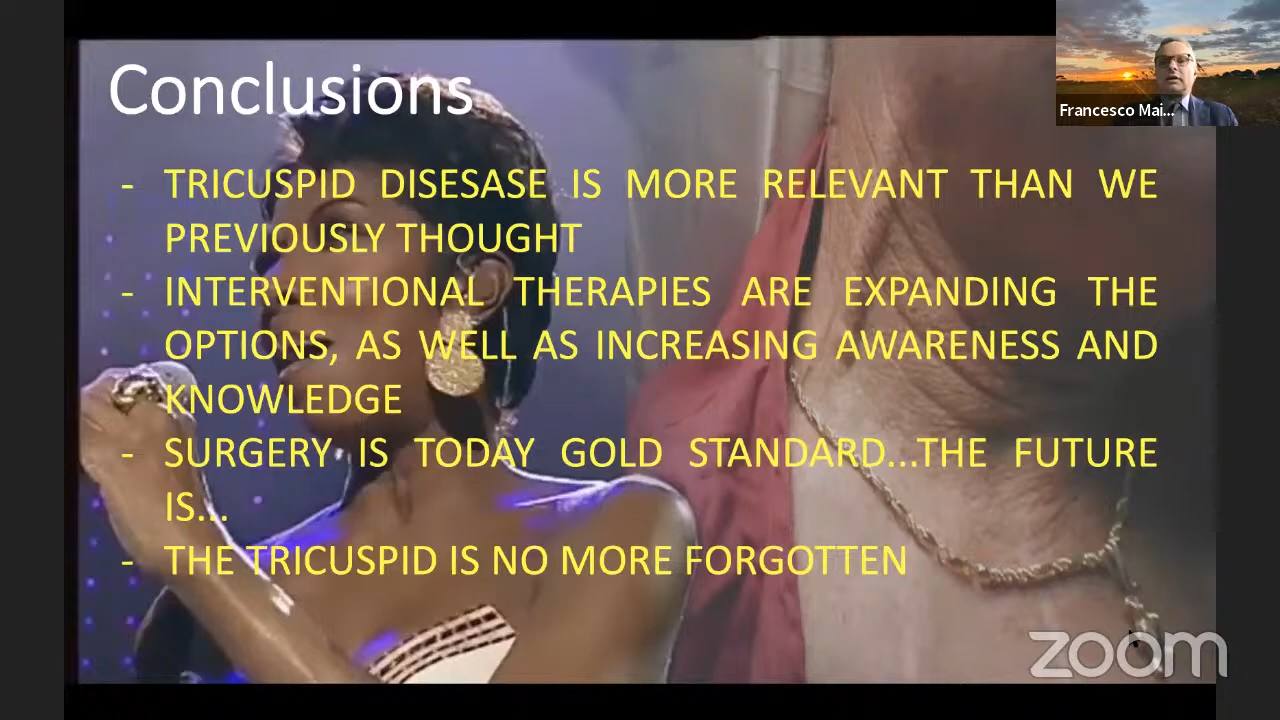 Conclusions
Francesco Mai...
- TRICUSPID DISESASE IS MORE RELEVANT THAN WE
PREVIOUSLY THOUGHT
- INTERVENTIONAL THERAPIES ARE EXPANDING THE
OPTIONS, AS WELL AS INCREASING AWARENESS AND
KNOWLEDGE
- SURGERY IS TODAY GOLD STANDARD...THE FUTURE
IS...
- THE TRICUSPID IS NO MORE FORGOTTEN
zoom